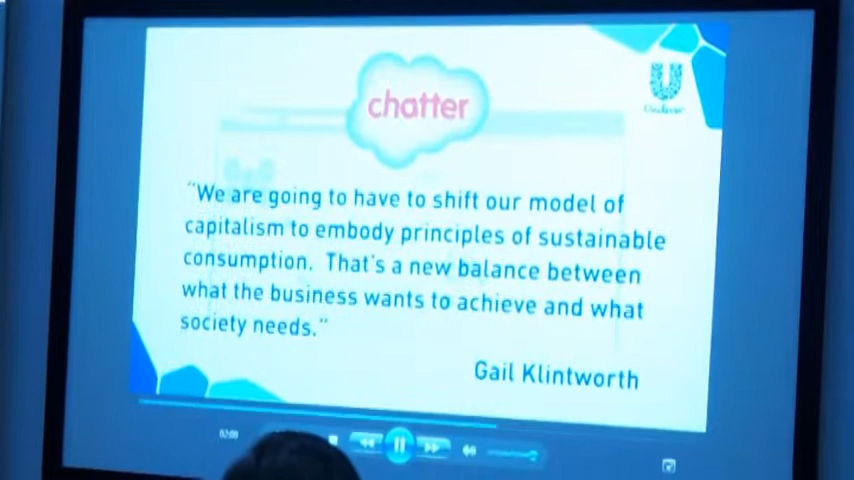 chatter
Unilever
"We are going to have to shift our model of
capitalism to embody principles of sustainable
consumption. That's a new balance between
what the business wants to achieve and what
society needs."
Gail Klintworth